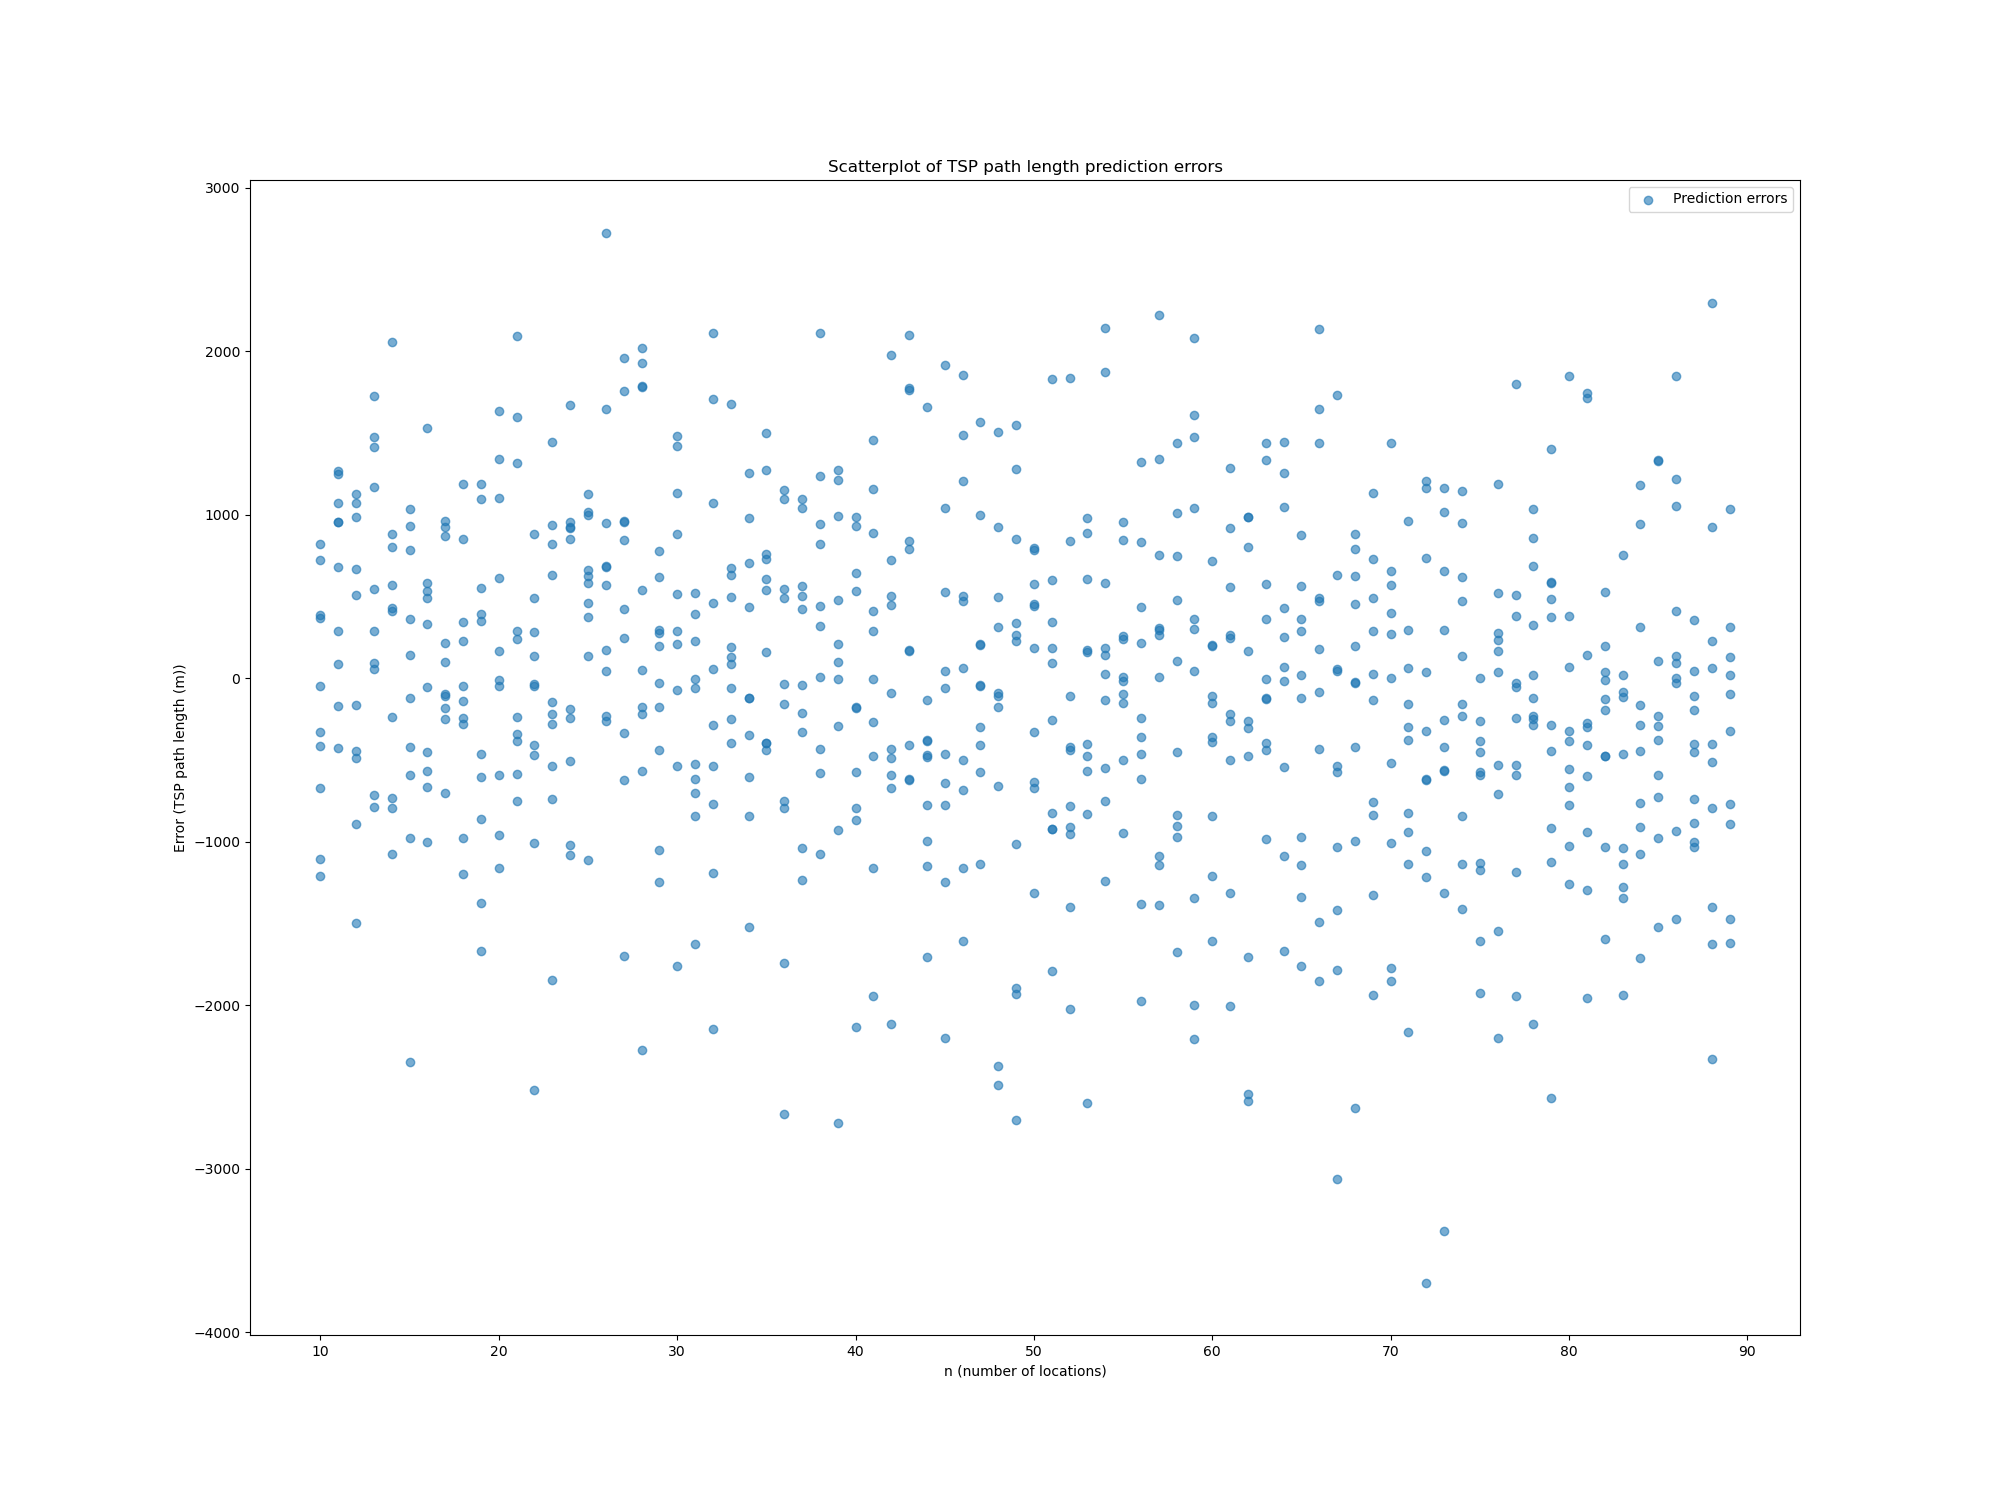 Scatterplot of TSP path length prediction errors
Prediction errors
3000
2000
1000
0
−1000
−2000
−3000
−4000
Error (TSP path length (m))
10 20 30 40 50 60 70 80 90
n (number of locations)